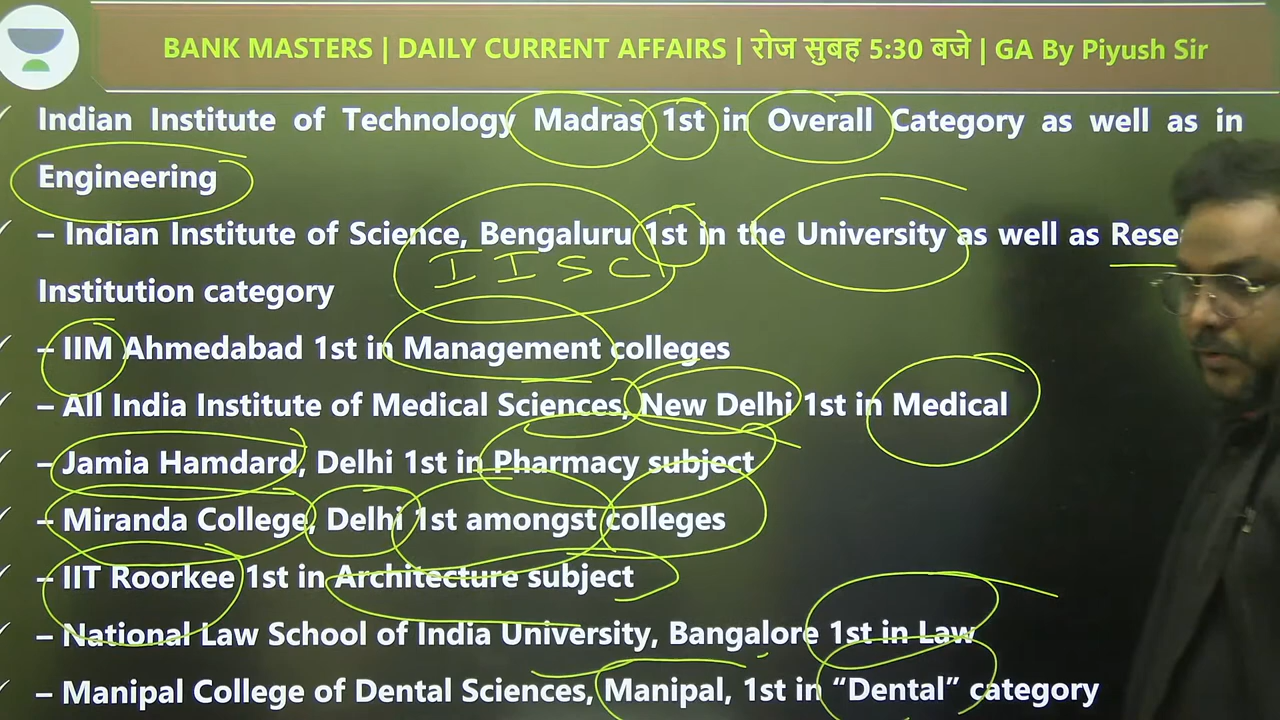 BANK MASTERS | DAILY CURRENT AFFAIRS | रोज सुबह 5:30 बजे | GA By Piyush Sir
✓ Indian Institute of Technology Madras 1st in Overall Category as well as in
Engineering
✓ – Indian Institute of Science, Bengaluru 1st in the University as well as
IISC
Institution category
✓ – IIM Ahmedabad 1st in Management colleges
✓ – All India Institute of Medical Sciences, New Delhi 1st in Medical
✓ – Jamia Hamdard, Delhi 1st in Pharmacy subject
✓ – Miranda College, Delhi 1st amongst colleges
✓ – IIT Roorkee 1st in Architecture subject
✓ – National Law School of India University, Bangalore 1st in Law
✓ – Manipal College of Dental Sciences, Manipal, 1st in “Dental” category